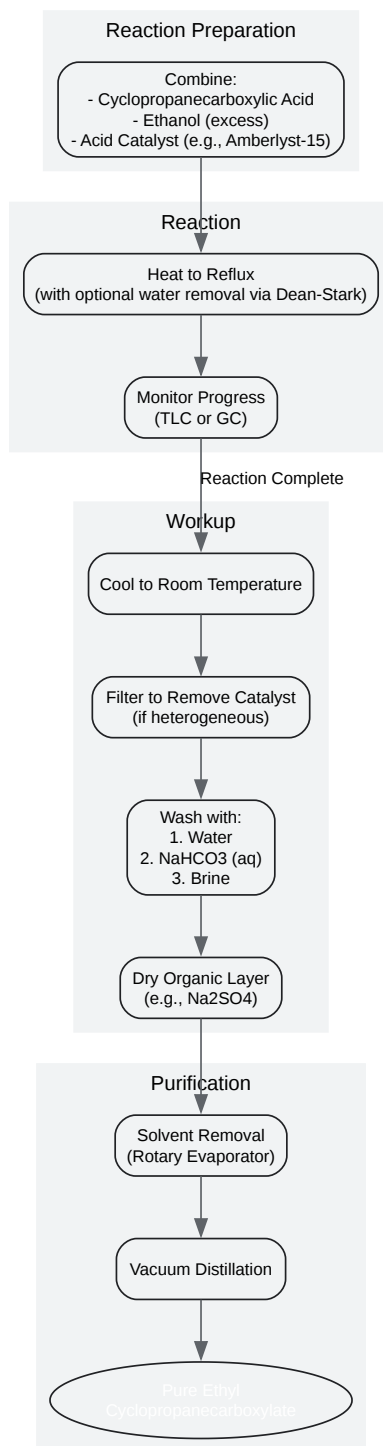 Reaction Preparation
Combine:
- Cyclopropanecarboxylic Acid
- Ethanol (excess)
- Acid Catalyst (e.g., Amberlyst-15)
Reaction
Heat to Reflux
(with optional water removal via Dean-Stark)
Monitor Progress
(TLC or GC)
Reaction Complete
Workup
Cool to Room Temperature
Filter to Remove Catalyst
(if heterogeneous)
Wash with:
1. Water
2. NaHCO3 (aq)
3. Brine
Dry Organic Layer
(e.g., Na2SO4)
Purification
Solvent Removal
(Rotary Evaporator)
Vacuum Distillation
Pure Ethyl
Cyclopropanecarboxylate